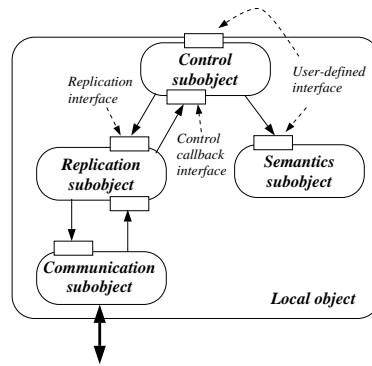 Control
subobject
Replication
interface
User-defined
interface
Replication
subobject
Control
callback
interface
Semantics
subobject
Communication
subobject
Local object